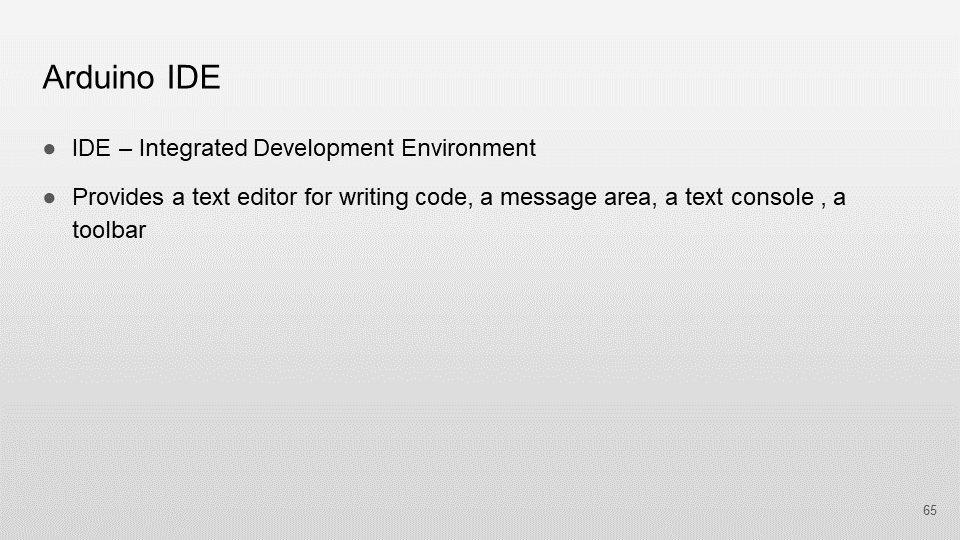 Arduino IDE
● IDE – Integrated Development Environment
● Provides a text editor for writing code, a message area, a text console , a
toolbar
65